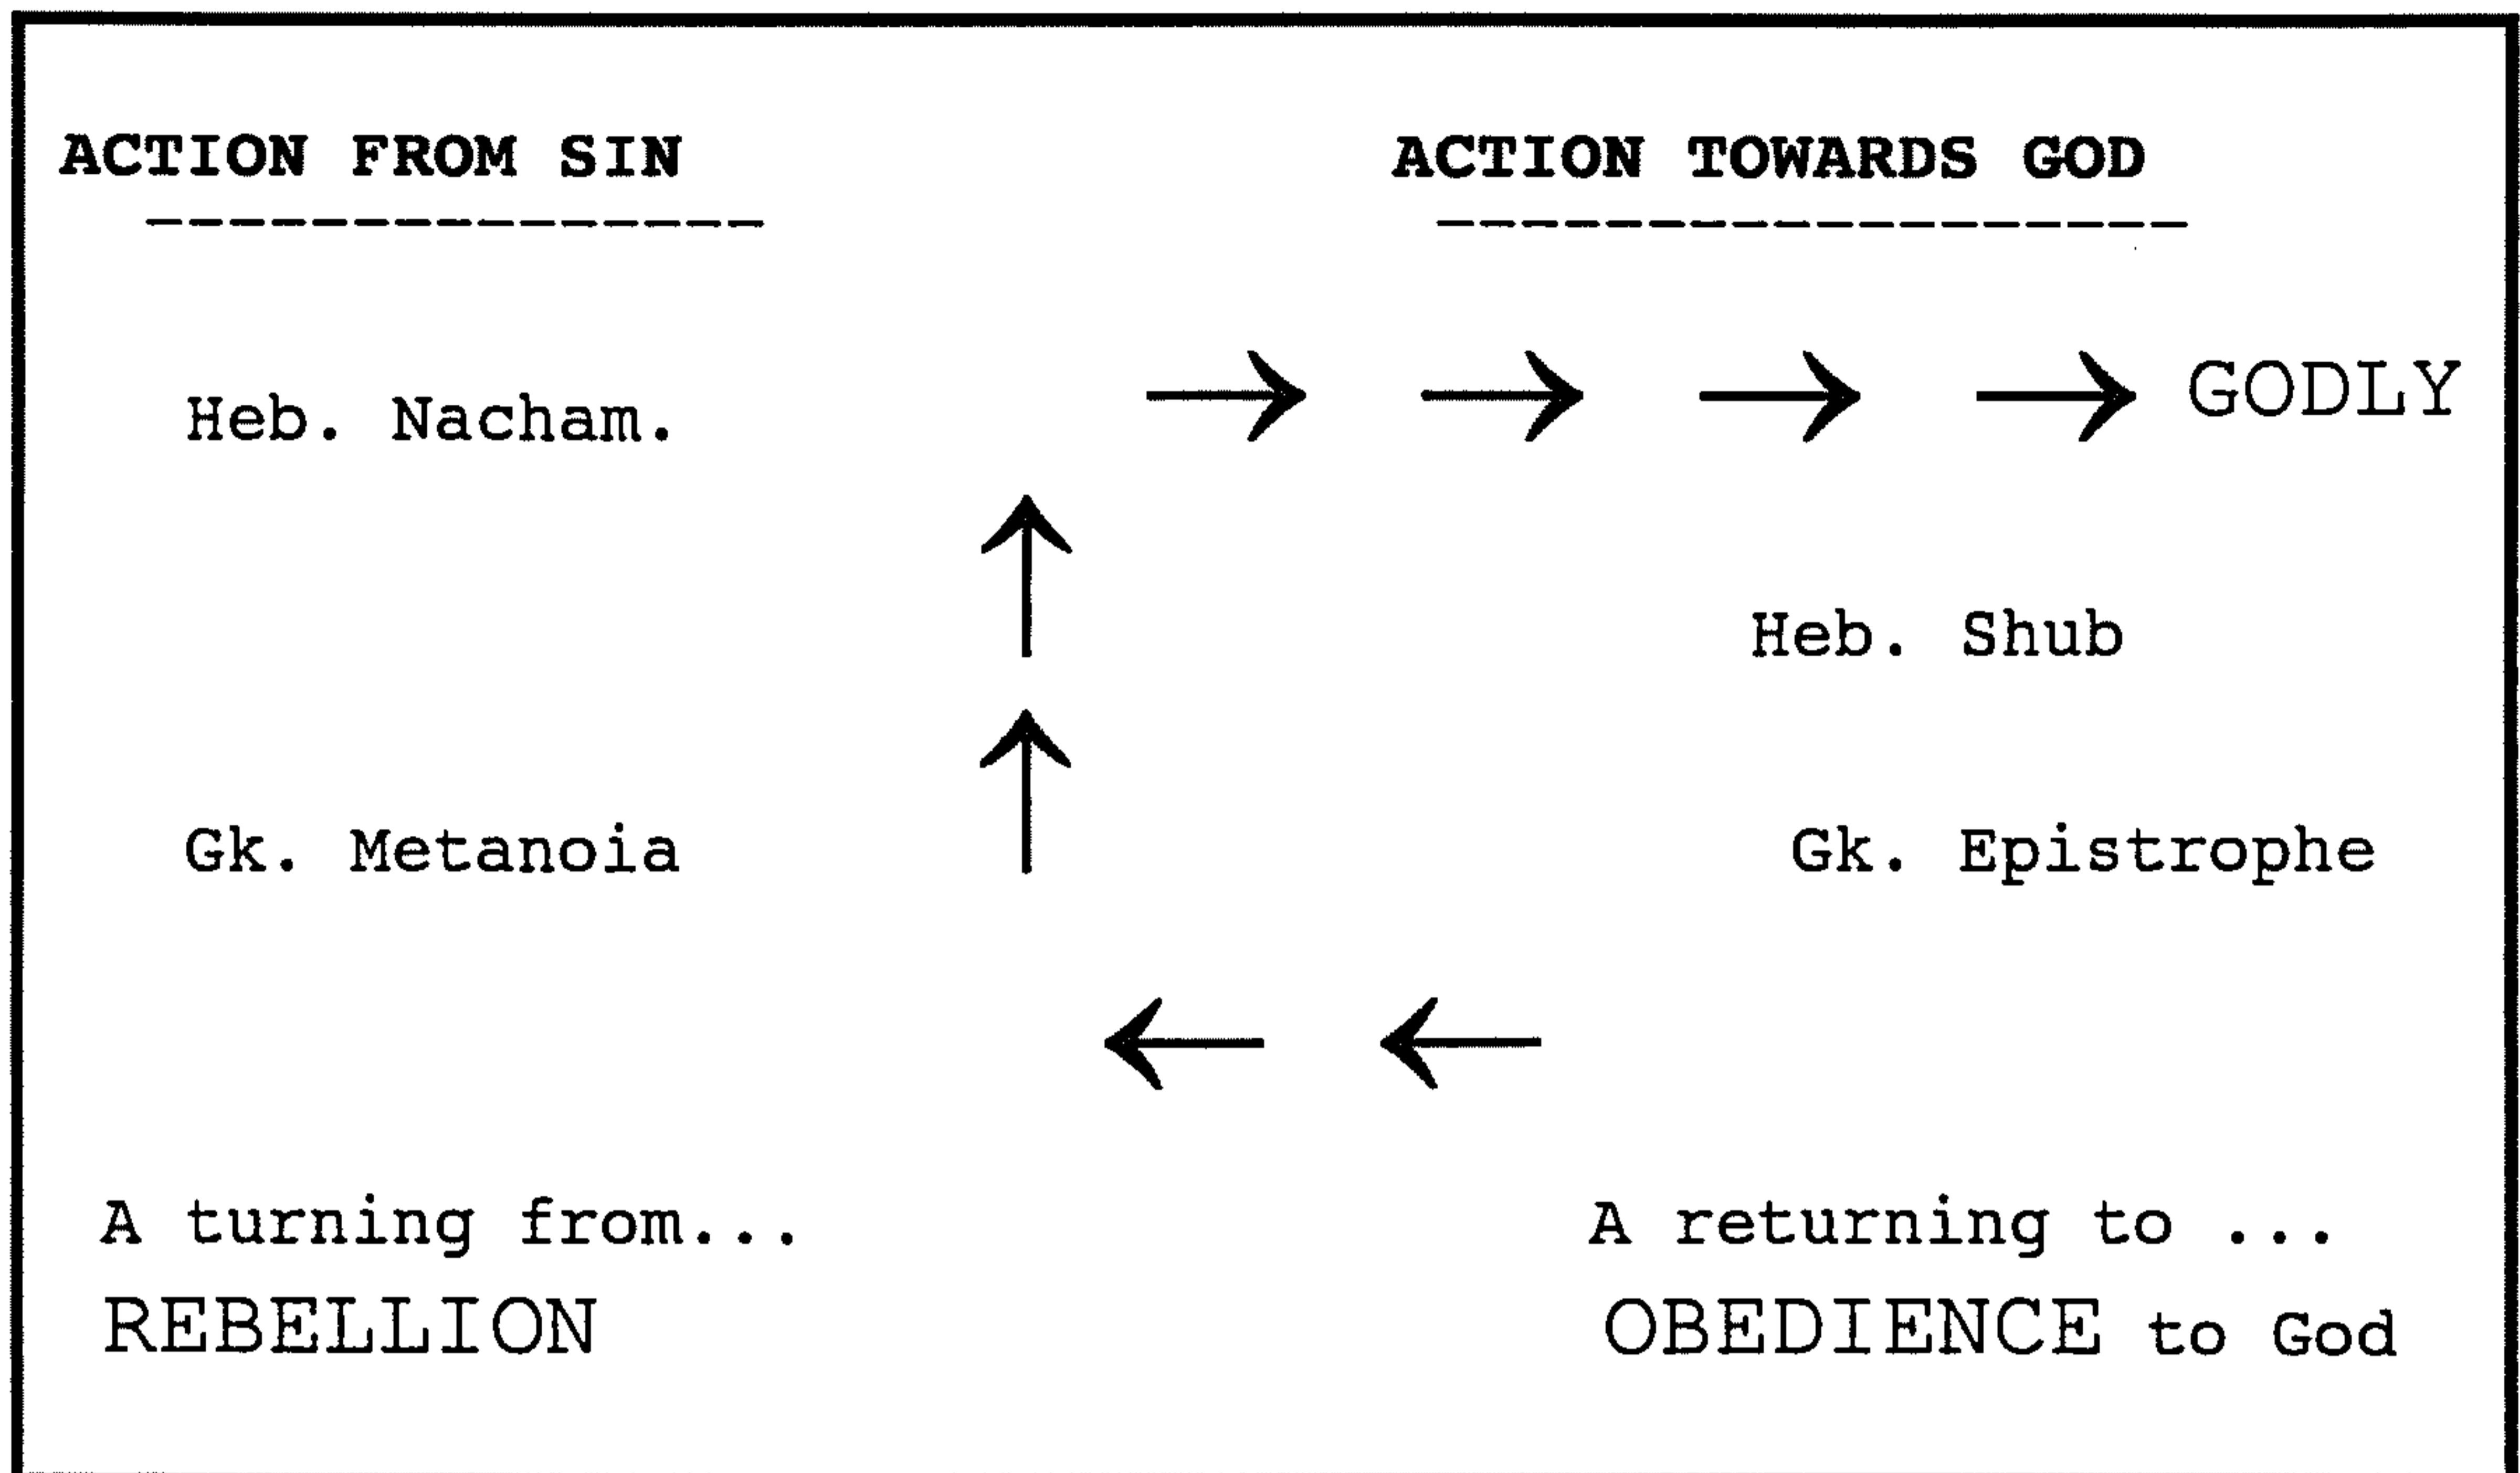 ACTION FROM SIN
ACTION TOWARDS GOD
Heb. Nacham.
GODLY
Heb. Shub
Gk. Metanoia
Gk. Epistrophe
A turning from...
REBELLION
A returning to ...
OBEDIENCE to God